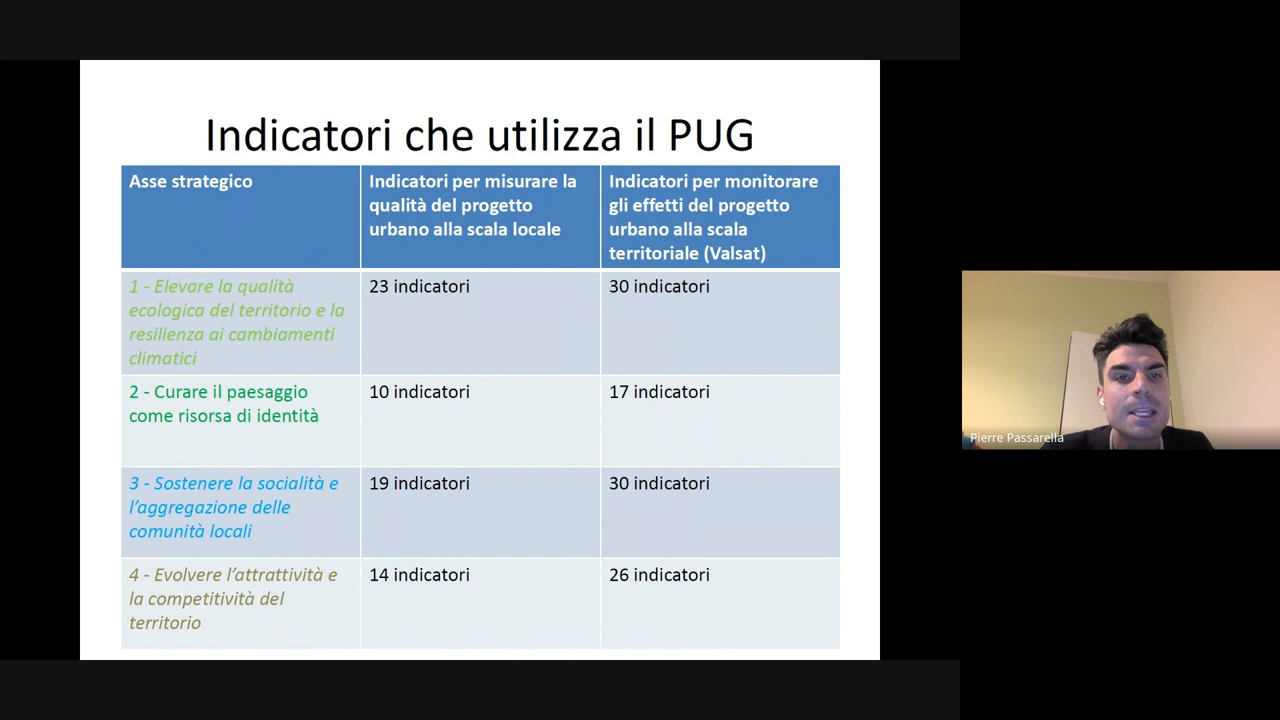 Indicatori che utilizza il PUG
Asse strategico
Indicatori per misurare la
qualità del progetto
urbano alla scala locale
Indicatori per monitorare
gli effetti del progetto
urbano alla scala
territoriale (Valsat)
1 - Elevare la qualità
ecologica del territorio e la
resilienza ai cambiamenti
climatici
23 indicatori
30 indicatori
2 - Curare il paesaggio
come risorsa di identità
10 indicatori
17 indicatori
3 - Sostenere la socialità e
l’aggregazione delle
comunità locali
19 indicatori
30 indicatori
4 - Evolvere l’attrattività e
la competitività del
territorio
14 indicatori
26 indicatori
Pierre Passarella